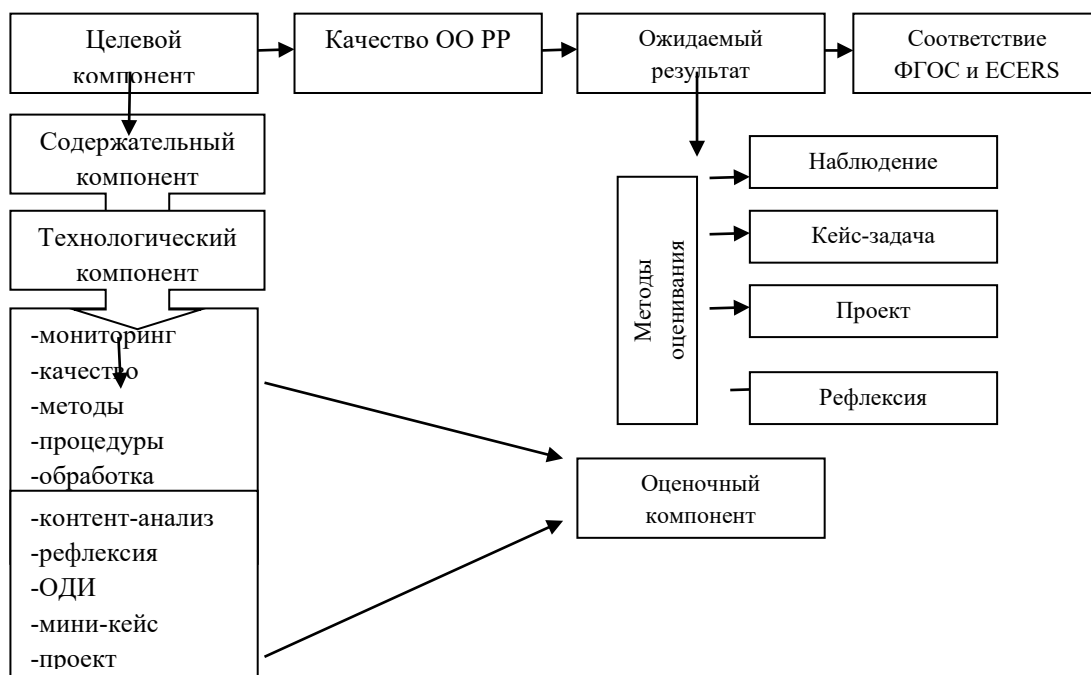 Целевой
компонент
Качество ОО РР
Ожидаемый
результат
Соответствие
ФГОС и ECERS
Содержательный
компонент
Технологический
компонент
-мониторинг
-качество
-методы
-процедуры
-обработка
-контент-анализ
-рефлексия
-ОДИ
-мини-кейс
-проект
Методы
оценивания
Наблюдение
Кейс-задача
Проект
Рефлексия
Оценочный
компонент